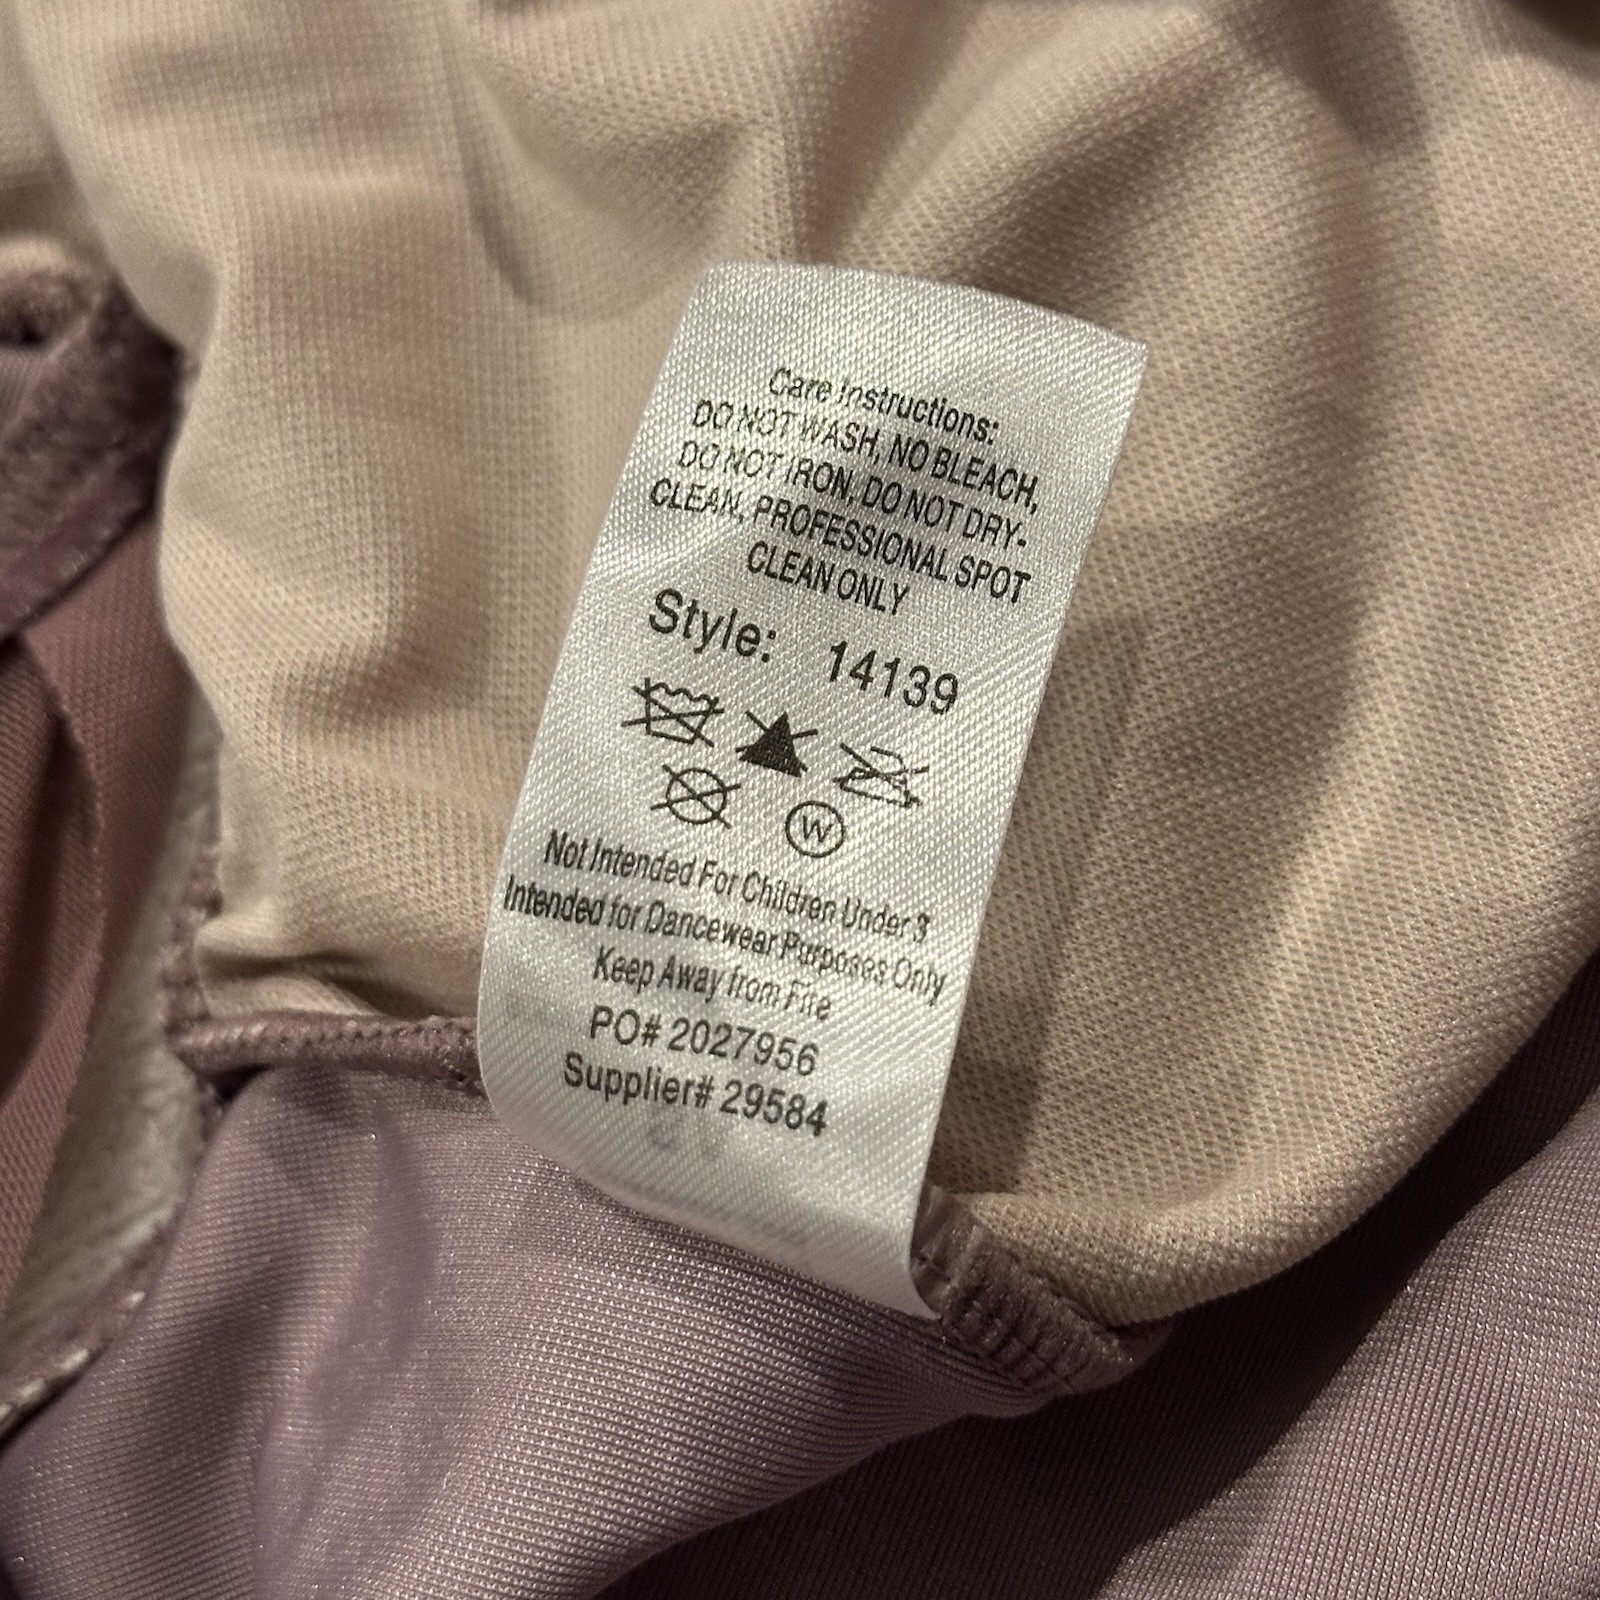 Care Instructions:
DO NOT WASH, NO BLEACH,
DO NOT IRON, DO NOT DRY-
CLEAN, PROFESSIONAL SPOT
CLEAN ONLY
Style: 14139
W
Not Intended For Children Under 3
Intended for Dancewear Purposes Only
Keep Away from Fire
PO# 2027956
Supplier# 29584